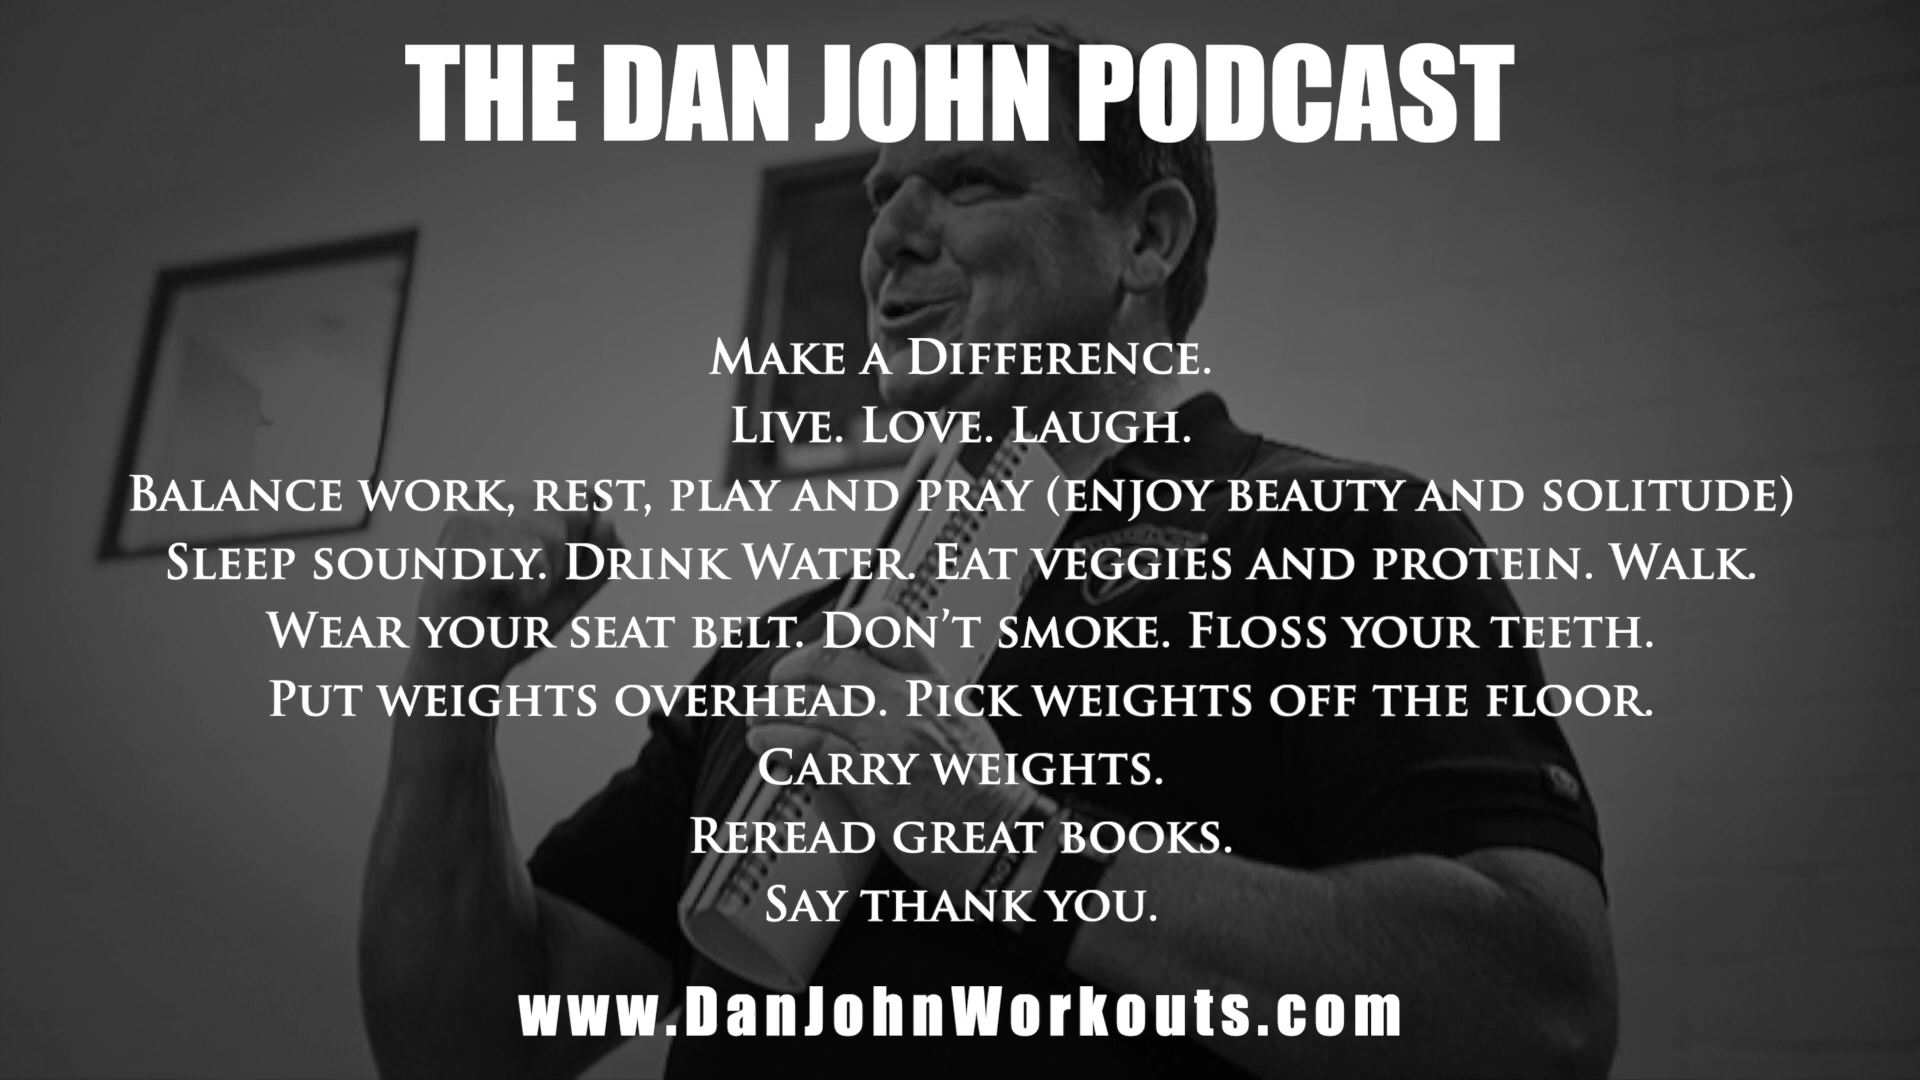 THE DAN JOHN PODCAST
Make a Difference.
Live. Love. Laugh.
Balance work, rest, play and pray (enjoy beauty and solitude)
Sleep soundly. Drink Water. Eat veggies and protein. Walk.
Wear your seat belt. Don’t smoke. Floss your teeth.
Put weights overhead. Pick weights off the floor.
Carry weights.
Reread great books.
Say thank you.
www.DanJohnWorkouts.com